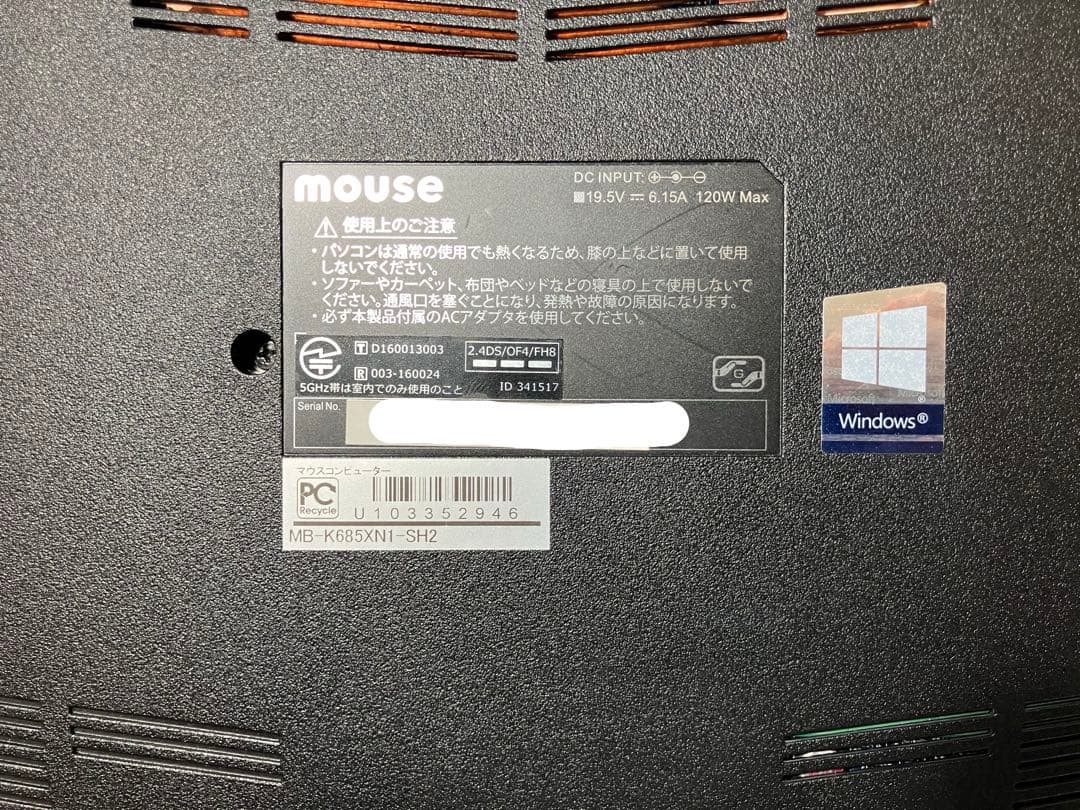 mouse
DC INPUT:
19.5V 6.15A 120W Max
使用上のご注意
・パソコンは通常の使用でも熱くなるため、膝の上などに置いて使用
しないでください。
・ソファーやカーペット、布団やベッドなどの寝具の上で使用しないで
ください。通風口を塞ぐことになり、発熱や故障の原因になります。
・必ず本製品付属のACアダプタを使用してください。
T D160013003
R 003-160024
2.4DS/OF4/FH8
5GHz帯は室内でのみ使用のこと
ID 341517
G
Serial No.
Microsoft
Windows®
マウスコンピューター
PC
Recycle
U103352946
MB-K685XN1-SH2